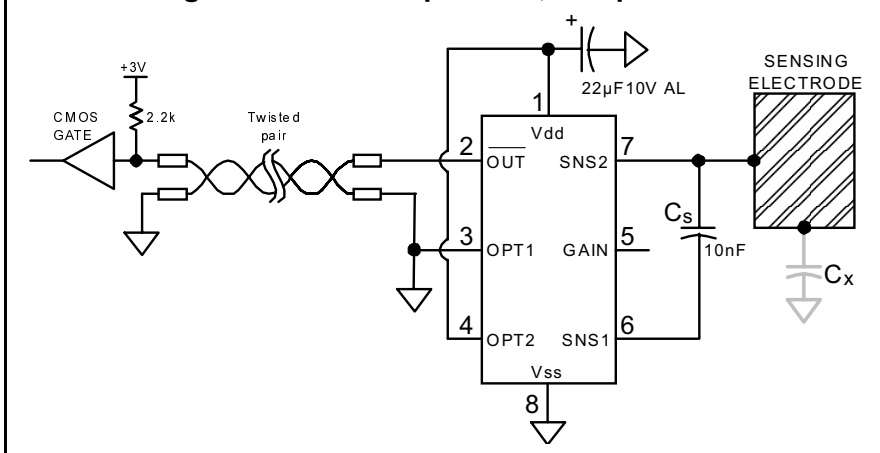 +
+3V
SENSING
ELECTRODE
22µF10V AL
CMOS
GATE
2.2k
Twisted
pair
1
Vdd
2
OUT
SNS2
7
Cs
3
OPT1
GAIN
5
10nF
Cx
4
OPT2
SNS1
6
Vss
8